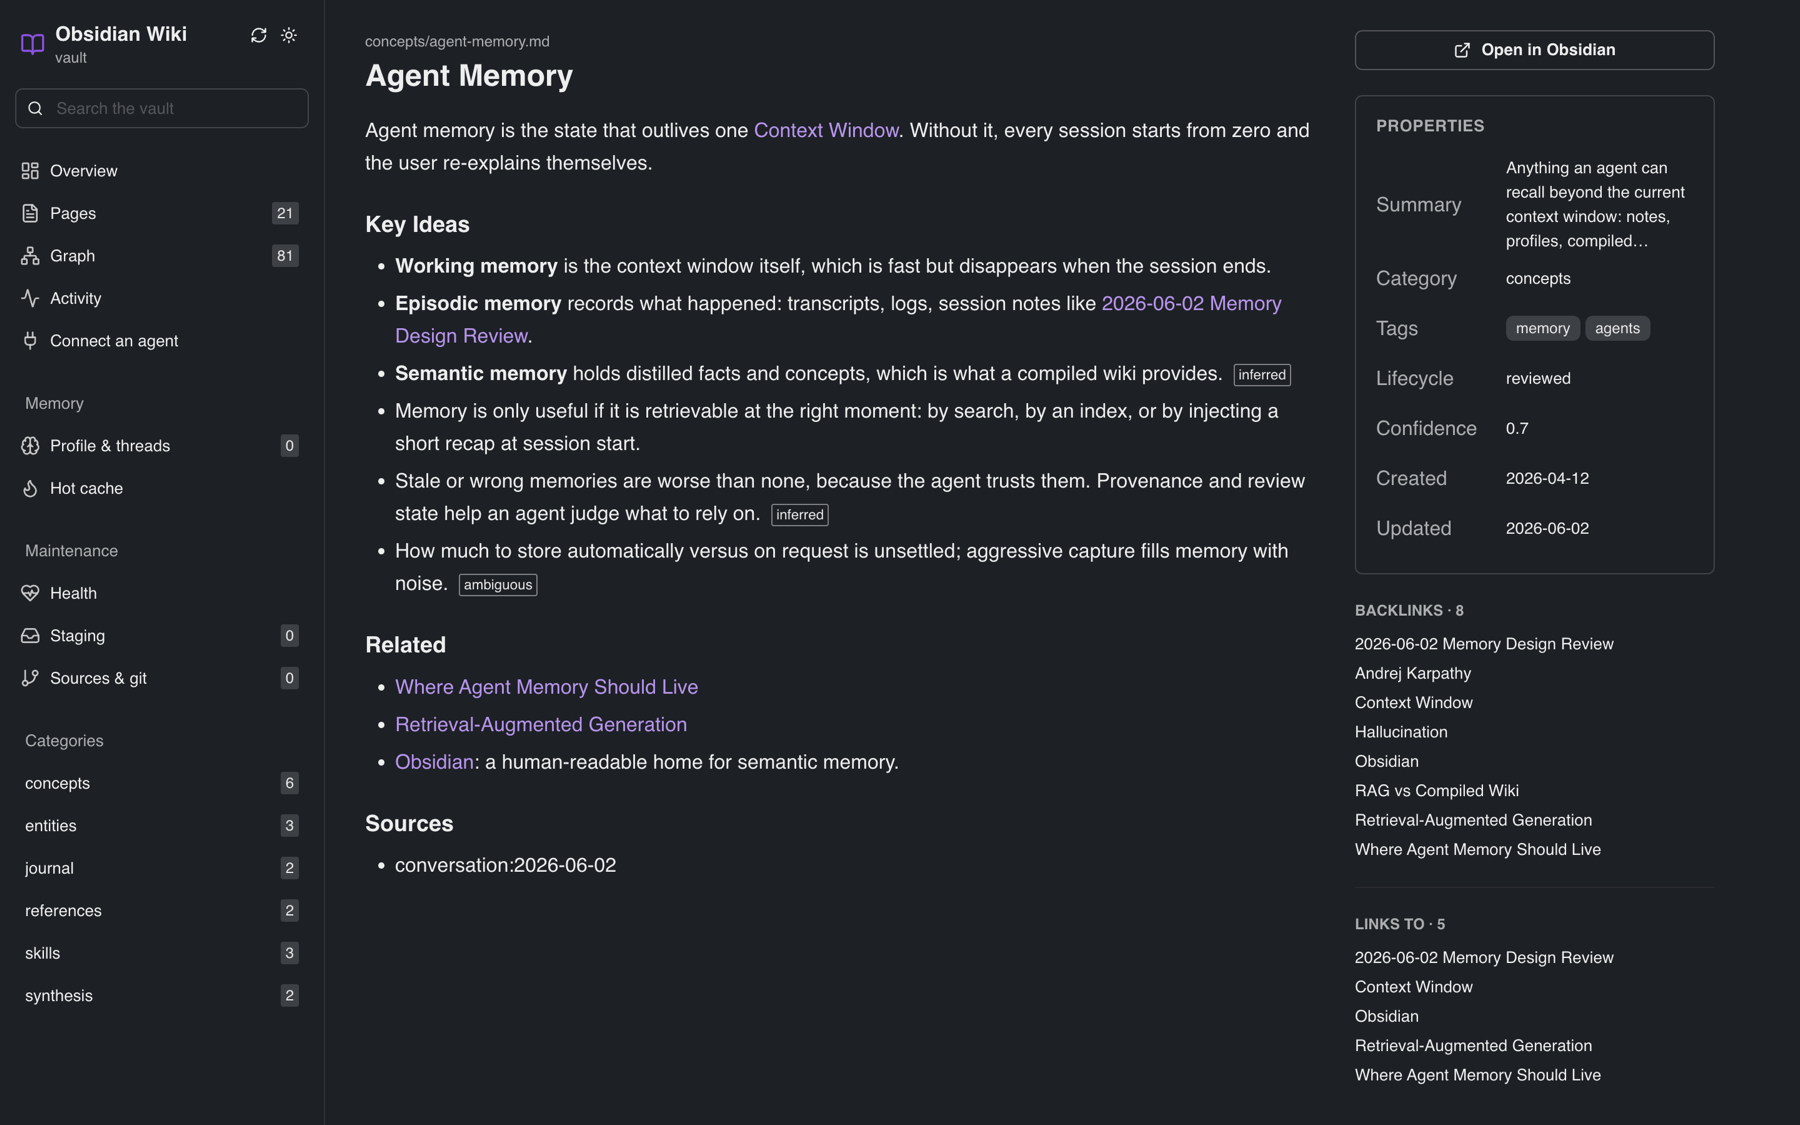 Obsidian Wiki
vault
Search the vault
Overview
Pages 21
Graph 81
Activity
Connect an agent
Memory
Profile & threads 0
Hot cache
Maintenance
Health
Staging 0
Sources & git 0
Categories
concepts 6
entities 3
journal 2
references 2
skills 3
synthesis 2
concepts/agent-memory.md
Agent Memory
Agent memory is the state that outlives one Context Window. Without it, every session starts from zero and
the user re-explains themselves.
Key Ideas
• Working memory is the context window itself, which is fast but disappears when the session ends.
• Episodic memory records what happened: transcripts, logs, session notes like 2026-06-02 Memory
Design Review.
• Semantic memory holds distilled facts and concepts, which is what a compiled wiki provides. inferred
• Memory is only useful if it is retrievable at the right moment: by search, by an index, or by injecting a
short recap at session start.
• Stale or wrong memories are worse than none, because the agent trusts them. Provenance and review
state help an agent judge what to rely on. inferred
• How much to store automatically versus on request is unsettled; aggressive capture fills memory with
noise. ambiguous
Related
• Where Agent Memory Should Live
• Retrieval-Augmented Generation
• Obsidian: a human-readable home for semantic memory.
Sources
• conversation:2026-06-02
Open in Obsidian
PROPERTIES
Summary
Anything an agent can
recall beyond the current
context window: notes,
profiles, compiled…
Category concepts
Tags memory agents
Lifecycle reviewed
Confidence 0.7
Created 2026-04-12
Updated 2026-06-02
BACKLINKS · 8
2026-06-02 Memory Design Review
Andrej Karpathy
Context Window
Hallucination
Obsidian
RAG vs Compiled Wiki
Retrieval-Augmented Generation
Where Agent Memory Should Live
LINKS TO · 5
2026-06-02 Memory Design Review
Context Window
Obsidian
Retrieval-Augmented Generation
Where Agent Memory Should Live